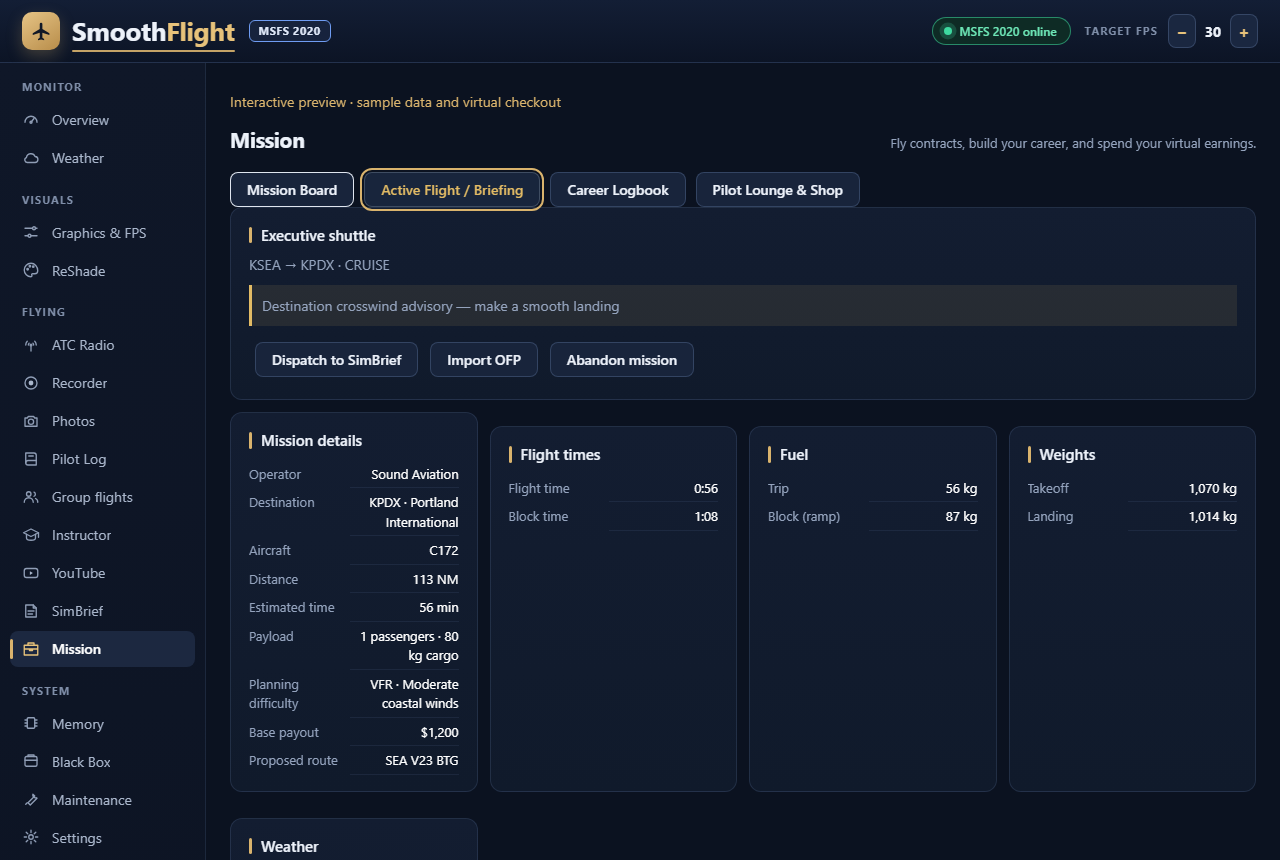 SmoothFlight
MSFS 2020
MSFS 2020 online
TARGET FPS
−
30
+
MONITOR
Overview
Weather
VISUALS
Graphics & FPS
ReShade
FLYING
ATC Radio
Recorder
Photos
Pilot Log
Group flights
Instructor
YouTube
SimBrief
Mission
SYSTEM
Memory
Black Box
Maintenance
Settings
Interactive preview · sample data and virtual checkout
Mission
Fly contracts, build your career, and spend your virtual earnings.
Mission Board
Active Flight / Briefing
Career Logbook
Pilot Lounge & Shop
Executive shuttle
KSEA → KPDX · CRUISE
Destination crosswind advisory — make a smooth landing
Dispatch to SimBrief
Import OFP
Abandon mission
Mission details
Operator Sound Aviation
Destination KPDX · Portland
International
Aircraft C172
Distance 113 NM
Estimated time 56 min
Payload 1 passengers · 80
kg cargo
Planning VFR · Moderate
difficulty coastal winds
Base payout $1,200
Proposed route SEA V23 BTG
Flight times
Flight time 0:56
Block time 1:08
Fuel
Trip 56 kg
Block (ramp) 87 kg
Weights
Takeoff 1,070 kg
Landing 1,014 kg
Weather